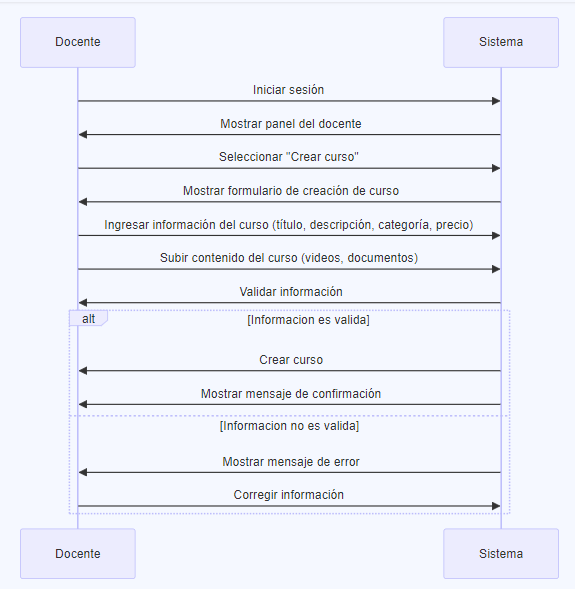 Docente
Sistema
Iniciar sesión
Mostrar panel del docente
Seleccionar "Crear curso"
Mostrar formulario de creación de curso
Ingresar información del curso (título, descripción, categoría, precio)
Subir contenido del curso (videos, documentos)
Validar información
alt
[Informacion es valida]
Crear curso
Mostrar mensaje de confirmación
[Informacion no es valida]
Mostrar mensaje de error
Corregir información
Docente
Sistema